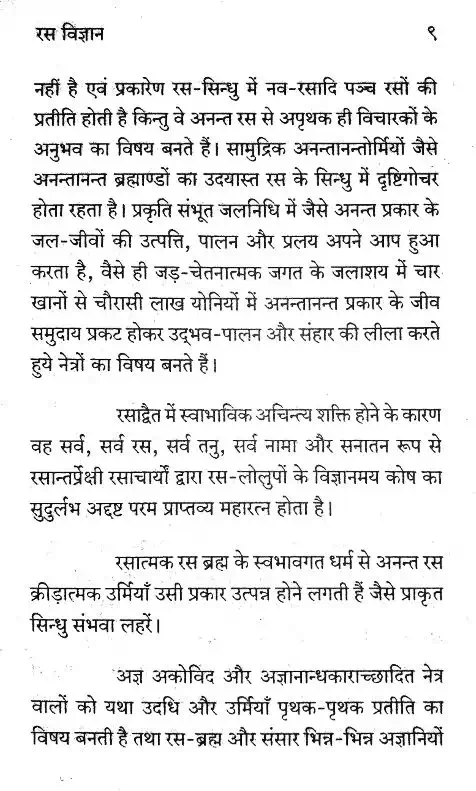 रस विज्ञान ९
नहीं है एवं प्रकारेण रस-सिन्धु में नव-रसादि पञ्च रसों की
प्रतीति होती है किन्तु वे अनन्त रस से अपृथक ही विचारकों के
अनुभव का विषय बनते हैं। सामुद्रिक अनन्तानन्तोर्मियों जैसे
अनन्तानन्त ब्रह्माण्डों का उदयास्त रस के सिन्धु में दृष्टिगोचर
होता रहता है। प्रकृति संभूत जलनिधि में जैसे अनन्त प्रकार के
जल-जीवों की उत्पत्ति, पालन और प्रलय अपने आप हुआ
करता है, वैसे ही जड़-चेतनात्मक जगत के जलाशय में चार
खानों से चौरासी लाख योनियों में अनन्तानन्त प्रकार के जीव
समुदाय प्रकट होकर उद्‌भव-पालन और संहार की लीला करते
हुये नेत्रों का विषय बनते हैं।
रसाद्वैत में स्वाभाविक अचिन्त्य शक्ति होने के कारण
वह सर्व, सर्व रस, सर्व तनु, सर्व नामा और सनातन रूप से
रसान्तर्प्रेक्षी रसाचार्यों द्वारा रस-लोलुपों के विज्ञानमय कोष का
सुदुर्लभ अद्दष्ट परम प्राप्तव्य महारत्न होता है।
रसात्मक रस ब्रह्म के स्वभावगत धर्म से अनन्त रस
क्रीड़ात्मक उर्मियाँ उसी प्रकार उत्पन्न होने लगती हैं जैसे प्राकृत
सिन्धु संभवा लहरें।
अज्ञ अकोविद और अज्ञानान्धकाराच्छादित नेत्र
वालों को यथा उदधि और उर्मियाँ पृथक-पृथक प्रतीति का
विषय बनती है तथा रस-ब्रह्म और संसार भिन्न-भिन्न अज्ञानियों